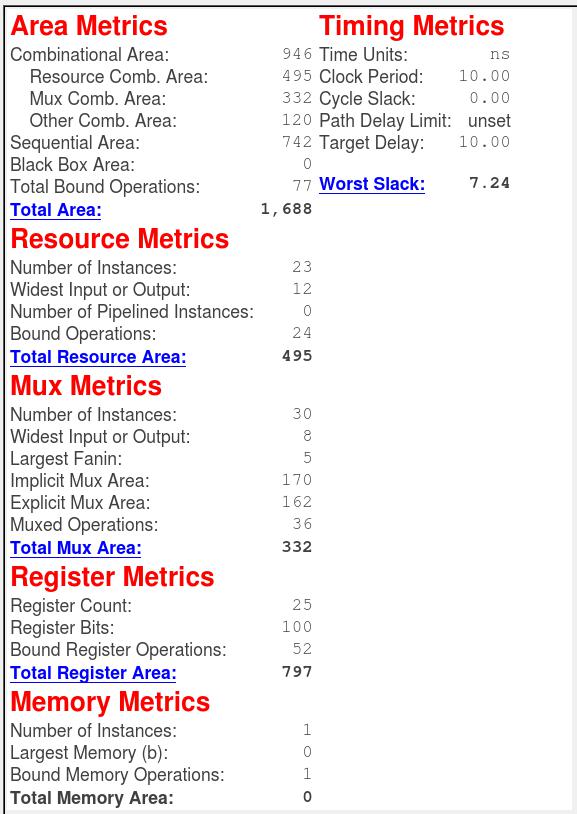 Area Metrics
Combinational Area: 946
Resource Comb. Area: 495
Mux Comb. Area: 332
Other Comb. Area: 120
Sequential Area: 742
Black Box Area: 0
Total Bound Operations: 77
Total Area: 1,688
Timing Metrics
Time Units: ns
Clock Period: 10.00
Cycle Slack: 0.00
Path Delay Limit: unset
Target Delay: 10.00
Worst Slack: 7.24
Resource Metrics
Number of Instances: 23
Widest Input or Output: 12
Number of Pipelined Instances: 0
Bound Operations: 24
Total Resource Area: 495
Mux Metrics
Number of Instances: 30
Widest Input or Output: 8
Largest Fanin: 5
Implicit Mux Area: 170
Explicit Mux Area: 162
Muxed Operations: 36
Total Mux Area: 332
Register Metrics
Register Count: 25
Register Bits: 100
Bound Register Operations: 52
Total Register Area: 797
Memory Metrics
Number of Instances: 1
Largest Memory (b): 0
Bound Memory Operations: 1
Total Memory Area: 0